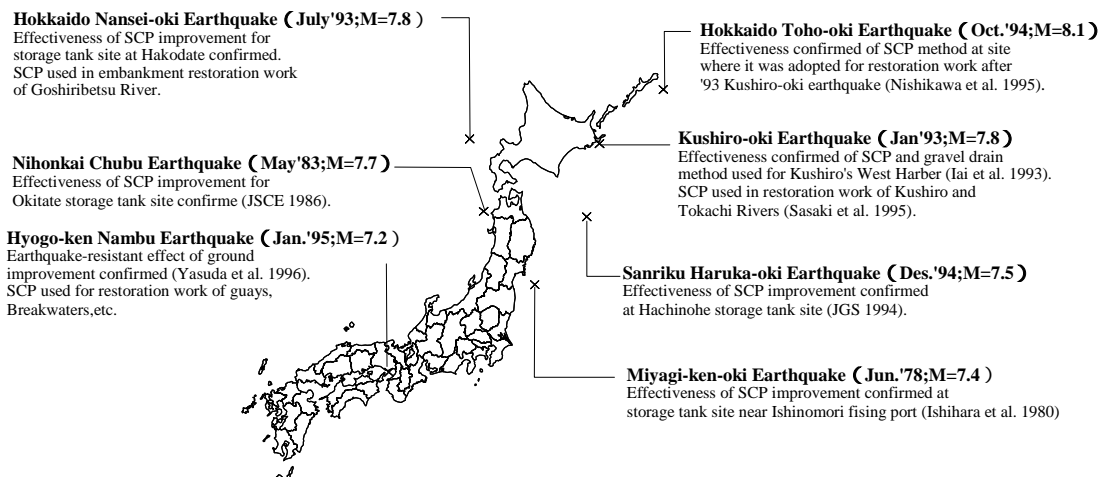 Hokkaido Nansei-oki Earthquake (July'93;M=7.8)
Effectiveness of SCP improvement for
storage tank site at Hakodate confirmed.
SCP used in embankment restoration work
of Goshiribetsu River.
Nihonkai Chubu Earthquake (May'83;M=7.7)
Effectiveness of SCP improvement for
Okitate storage tank site confirme (JSCE 1986).
Hyogo-ken Nambu Earthquake (Jan.'95;M=7.2)
Earthquake-resistant effect of ground
improvement confirmed (Yasuda et al. 1996).
SCP used for restoration work of guays,
Breakwaters,etc.
Hokkaido Toho-oki Earthquake (Oct.'94;M=8.1)
Effectiveness confirmed of SCP method at site
where it was adopted for restoration work after
'93 Kushiro-oki earthquake (Nishikawa et al. 1995).
Kushiro-oki Earthquake (Jan'93;M=7.8)
Effectiveness confirmed of SCP and gravel drain
method used for Kushiro's West Harber (Iai et al. 1993).
SCP used in restoration work of Kushiro and
Tokachi Rivers (Sasaki et al. 1995).
Sanriku Haruka-oki Earthquake (Des.'94;M=7.5)
Effectiveness of SCP improvement confirmed
at Hachinohe storage tank site (JGS 1994).
Miyagi-ken-oki Earthquake (Jun.'78;M=7.4)
Effectiveness of SCP improvement confirmed at
storage tank site near Ishinomori fising port (Ishihara et al. 1980)